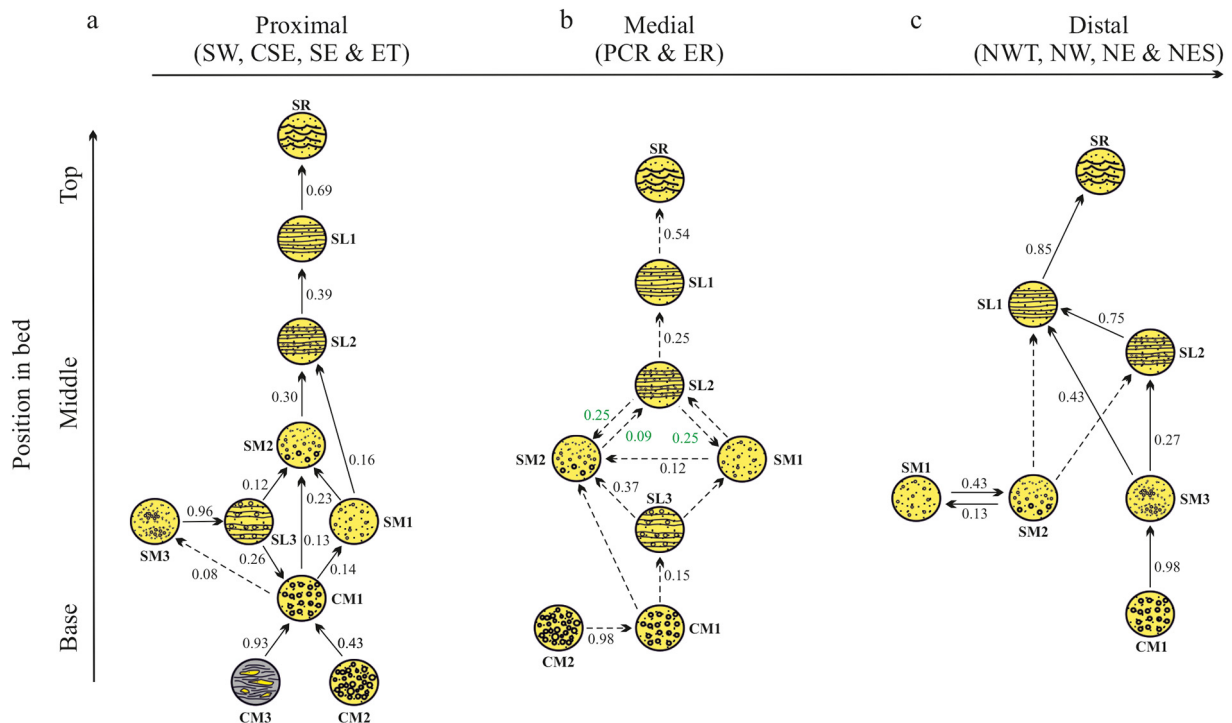 a
Proximal
(SW, CSE, SE & ET)
b
Medial
(PCR & ER)
c
Distal
(NWT, NW, NE & NES)
Position in bed
Top
Middle
Base
SR
0.69
SL1
0.39
SL2
0.30
SM2
0.16
0.12
0.23
0.96
SM3
SL3
SM1
0.26
0.13
0.14
0.08
CM1
0.93
0.43
CM3
CM2
SR
0.54
SL1
0.25
SL2
0.25
0.09
0.25
SM2
SM1
0.12
0.37
SL3
0.15
CM1
0.98
CM2
SR
0.85
SL1
0.75
SL2
0.43
0.27
SM1
0.43
0.13
SM2
SM3
0.98
CM1